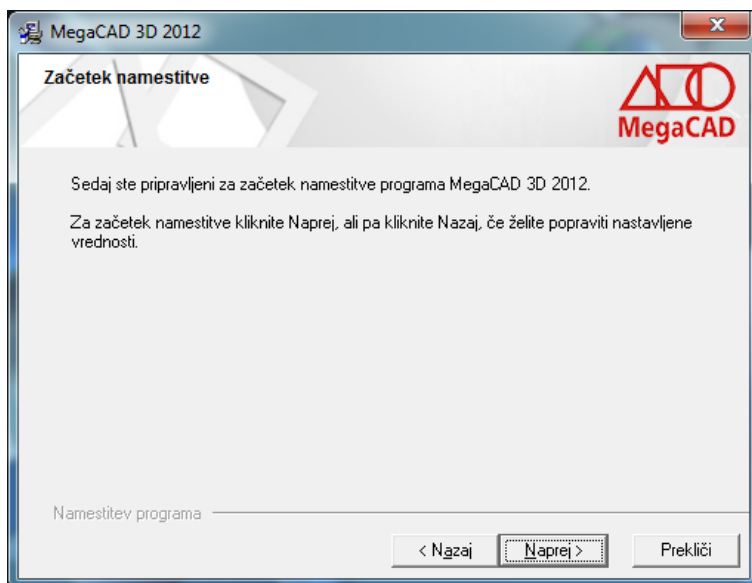 MegaCAD 3D 2012
Začetek namestitve
MegaCAD
Sedaj ste pripravljeni za začetek namestitve programa MegaCAD 3D 2012.
Za začetek namestitve kliknite Naprej, ali pa kliknite Nazaj, če želite popraviti nastavljene
vrednosti.
Namestitev programa
< Nazaj Naprej > Prekliči